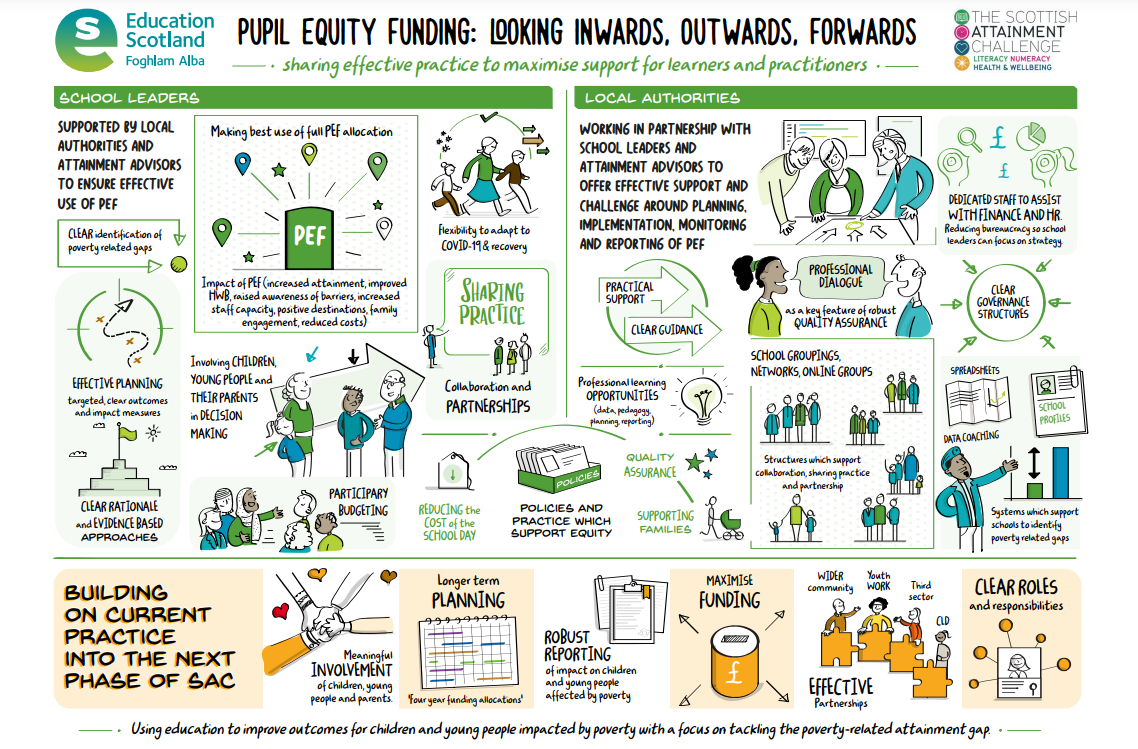 Education
Scotland
Foghlam Alba
PUPIL EQUITY FUNDING: LOOKING INWARDS, OUTWARDS, FORWARDS
sharing effective practice to maximise support for learners and practitioners
THE SCOTTISH
ATTAINMENT
CHALLENGE
LITERACY NUMERACY
HEALTH & WELLBEING
SCHOOL LEADERS
SUPPORTED BY LOCAL
AUTHORITIES AND
ATTAINMENT ADVISORS
TO ENSURE EFFECTIVE
USE OF PEF
CLEAR identification of
poverty related gaps
EFFECTIVE PLANNING
targeted, clear outcomes
and impact measures
CLEAR RATIONALE
and EVIDENCE BASED
APPROACHES
Making best use of full PEF allocation
PEF
Impact of PEF (increased attainment, improved
HWB, raised awareness of barriers, increased
staff capacity, positive destinations, family
engagement, reduced costs)
Flexibility to adapt to
COVID-19 & recovery
SHARING
PRACTICE
Collaboration and
PARTNERSHIPS
Involving CHILDREN,
YOUNG PEOPLE and
THEIR PARENTS
in DECISION
MAKING
PARTICIPARY
BUDGETING
REDUCING the
COST of the
SCHOOL DAY
POLICIES
POLICIES AND
PRACTICE WHICH
SUPPORT EQUITY
QUALITY
ASSURANCE
SUPPORTING
FAMILIES
LOCAL AUTHORITIES
WORKING IN PARTNERSHIP WITH
SCHOOL LEADERS AND
ATTAINMENT ADVISORS TO
OFFER EFFECTIVE SUPPORT AND
CHALLENGE AROUND PLANNING,
IMPLEMENTATION, MONITORING
AND REPORTING OF PEF
£
£
DEDICATED STAFF TO ASSIST
WITH FINANCE AND HR.
Reducing bureaucracy so school
leaders can focus on strategy.
PRACTICAL
SUPPORT
CLEAR GUIDANCE
PROFESSIONAL
DIALOGUE
as a key feature of robust
QUALITY ASSURANCE
CLEAR
GOVERNANCE
STRUCTURES
Professional learning
OPPORTUNITIES
(data, pedagogy,
planning, reporting)
SCHOOL GROUPINGS,
NETWORKS, ONLINE GROUPS
Structures which support
collaboration, sharing practice
and partnership
SPREADSHEETS
SCHOOL
PROFILES
DATA COACHING
Systems which support
schools to identify
poverty related gaps
BUILDING
ON CURRENT
PRACTICE
INTO THE NEXT
PHASE OF SAC
Meaningful
INVOLVEMENT
of children, young
people and parents.
Longer term
PLANNING
'Four year funding allocations'
ROBUST
REPORTING
of impact on children
and young people
affected by poverty
MAXIMISE
FUNDING
£
WIDER
community
Youth
WORK
Third
sector
CLD
EFFECTIVE
Partnerships
CLEAR ROLES
and responsibilities
Using education to improve outcomes for children and young people impacted by poverty with a focus on tackling the poverty-related attainment gap.